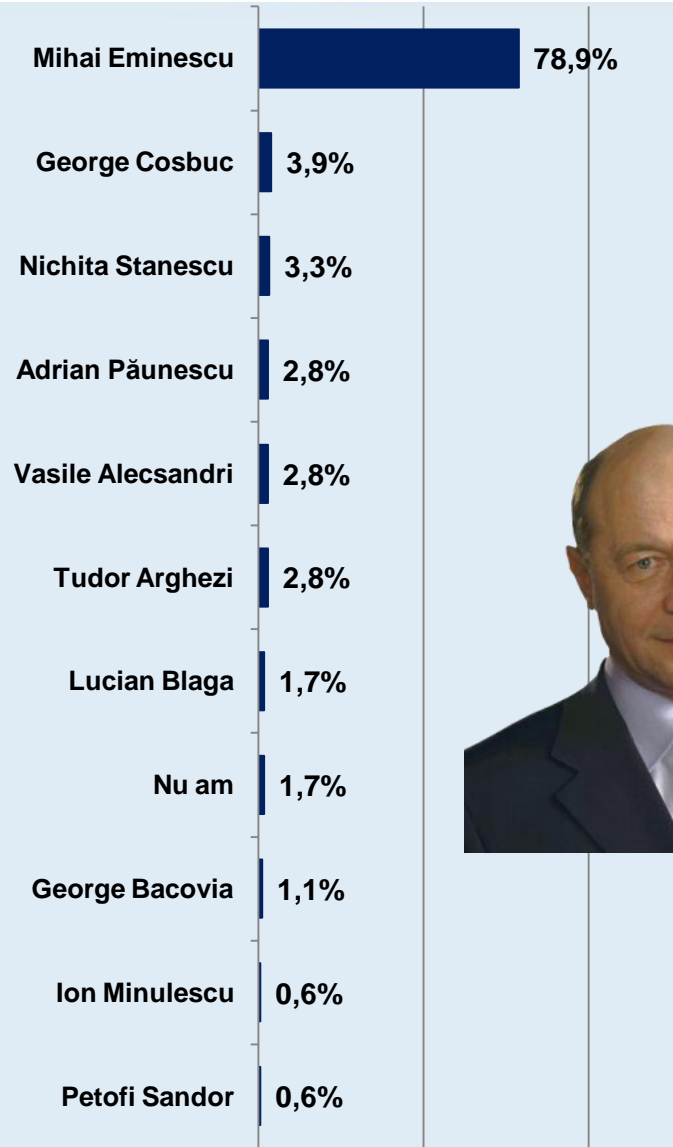 Mihai Eminescu 78,9%
George Cosbuc 3,9%
Nichita Stanescu 3,3%
Adrian Păunescu 2,8%
Vasile Alecsandri 2,8%
Tudor Arghezi 2,8%
Lucian Blaga 1,7%
Nu am 1,7%
George Bacovia 1,1%
Ion Minulescu 0,6%
Petofi Sandor 0,6%